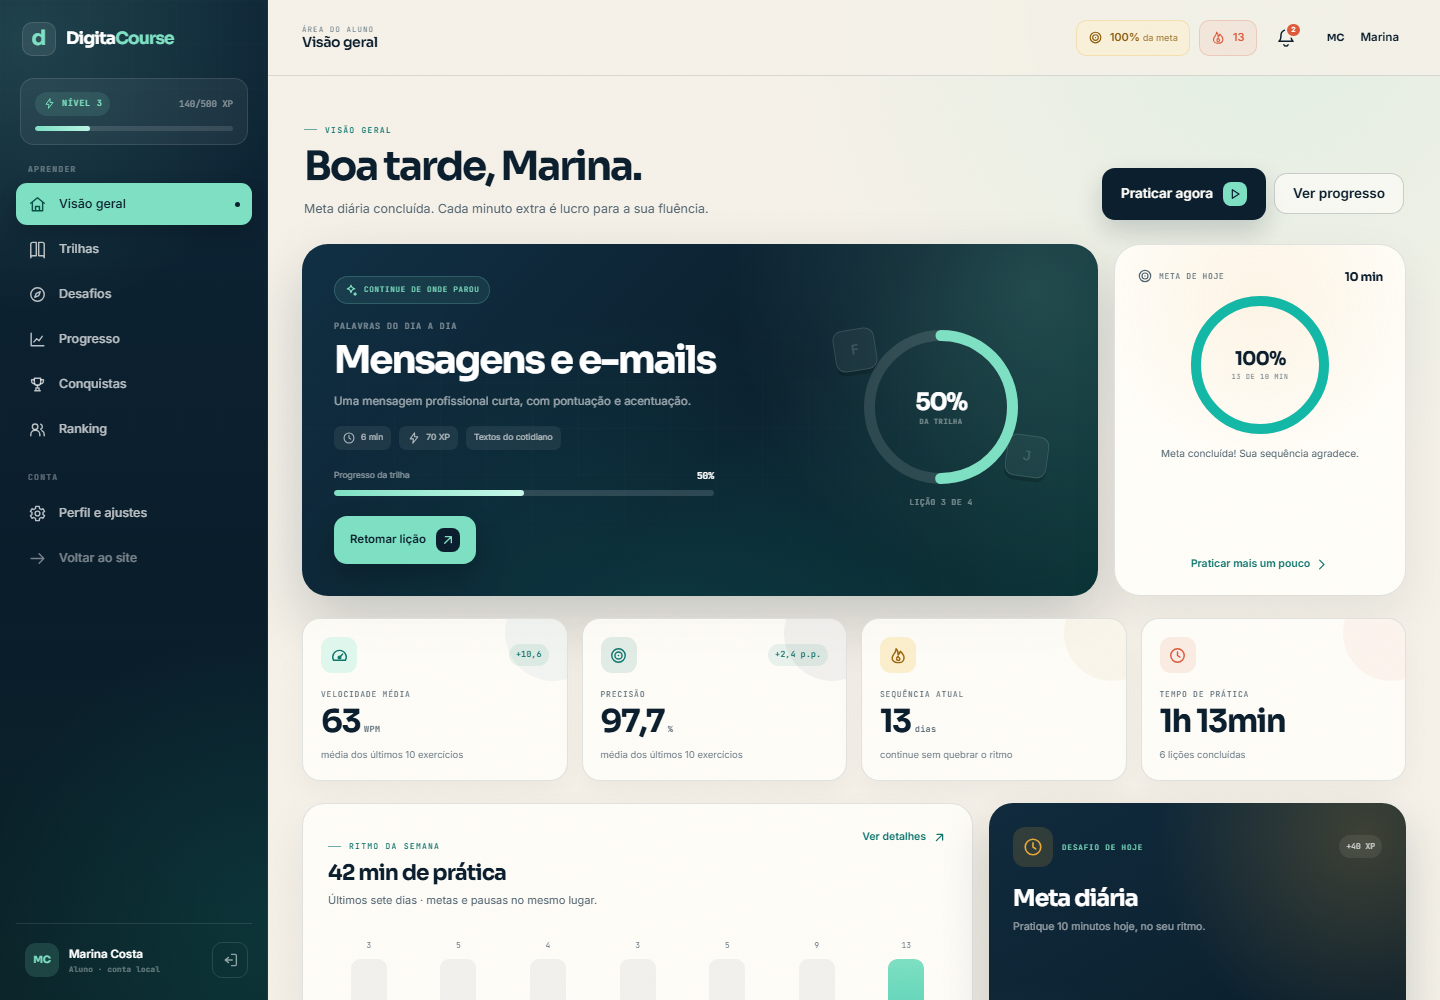 d DigitaCourse
NÍVEL 3 140/500 XP
APRENDER
Visão geral
Trilhas
Desafios
Progresso
Conquistas
Ranking
CONTA
Perfil e ajustes
Voltar ao site
MC Marina Costa
Aluno · conta local
ÁREA DO ALUNO
Visão geral
100% da meta
13
2
MC Marina
VISÃO GERAL
Boa tarde, Marina.
Meta diária concluída. Cada minuto extra é lucro para a sua fluência.
Praticar agora
Ver progresso
CONTINUE DE ONDE PAROU
PALAVRAS DO DIA A DIA
Mensagens e e-mails
Uma mensagem profissional curta, com pontuação e acentuação.
6 min
70 XP
Textos do cotidiano
Progresso da trilha 50%
Retomar lição
F
50%
DA TRILHA
J
LIÇÃO 3 DE 4
META DE HOJE 10 min
100%
13 DE 10 MIN
Meta concluída! Sua sequência agradece.
Praticar mais um pouco
+10,6
VELOCIDADE MÉDIA
63 WPM
média dos últimos 10 exercícios
+2,4 p.p.
PRECISÃO
97,7 %
média dos últimos 10 exercícios
SEQUÊNCIA ATUAL
13 dias
continue sem quebrar o ritmo
TEMPO DE PRÁTICA
1h 13min
6 lições concluídas
RITMO DA SEMANA
Ver detalhes
42 min de prática
Últimos sete dias · metas e pausas no mesmo lugar.
3 5 4 3 5 9 13
DESAFIO DE HOJE
+40 XP
Meta diária
Pratique 10 minutos hoje, no seu ritmo.